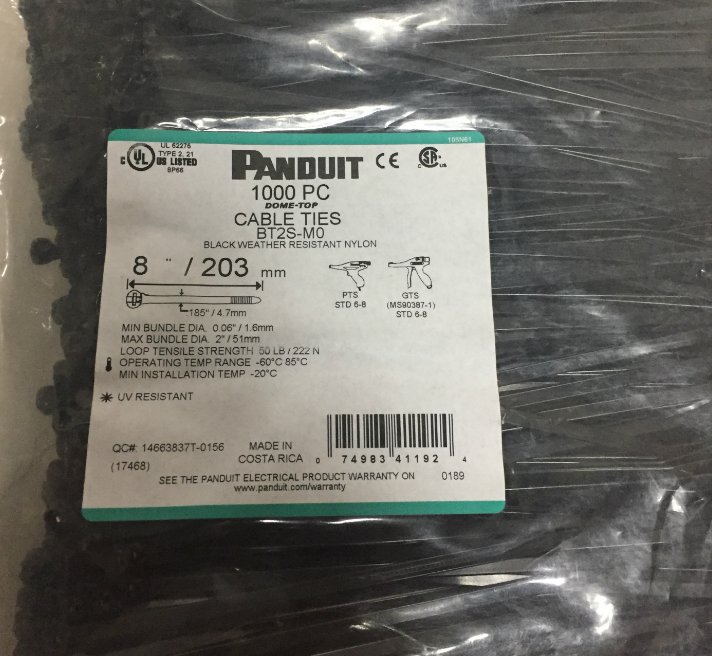 105N61
UL 62275
TYPE 2, 21
C UL US LISTED
BP66
PANDUIT CE
C SA US
1000 PC
DOME-TOP
CABLE TIES
BT2S-M0
BLACK WEATHER RESISTANT NYLON
8 " / 203 mm
.185" / 4.7mm
PTS
STD 6-8
GTS
(MS90387-1)
STD 6-8
MIN BUNDLE DIA. 0.06" / 1.6mm
MAX BUNDLE DIA. 2" / 51mm
LOOP TENSILE STRENGTH 50 LB / 222 N
OPERATING TEMP RANGE -60°C 85°C
MIN INSTALLATION TEMP -20°C
UV RESISTANT
QC#: 14663837T-0156
(17468)
MADE IN
COSTA RICA
0 74983 41192 4
SEE THE PANDUIT ELECTRICAL PRODUCT WARRANTY ON
www.panduit.com/warranty
0189